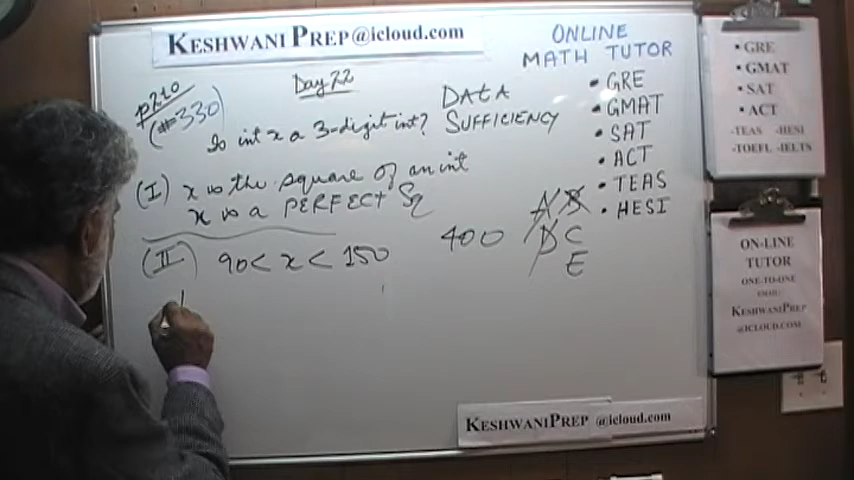 KESHWANIPREP@icloud.com
Day 22
p210
(#330)
Is int x a 3-digit int?
DATA
SUFFICIENCY
(I) x is the square of an int
x is a PERFECT Sq
(II) 90 < x < 150
400
A B
D C
E
ONLINE
MATH TUTOR
• GRE
• GMAT
• SAT
• ACT
• TEAS
• HESI
• GRE
• GMAT
• SAT
• ACT
-TEAS -HESI
-TOEFL -IELTS
ON-LINE
TUTOR
ONE-TO-ONE
EMAIL:
KESHWANIPREP
@ICLOUD.COM
KESHWANIPREP @icloud.com